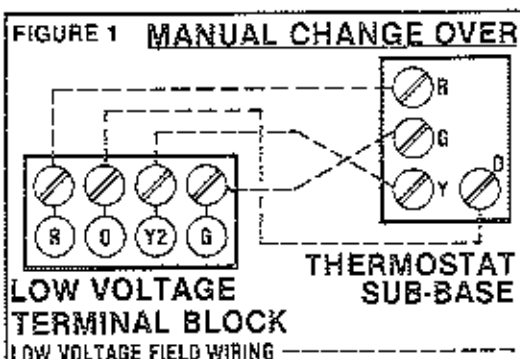 FIGURE 1 MANUAL CHANGE OVER
R
G
Y O
R O Y2 G
THERMOSTAT
SUB-BASE
LOW VOLTAGE
TERMINAL BLOCK
LOW VOLTAGE FIELD WIRING